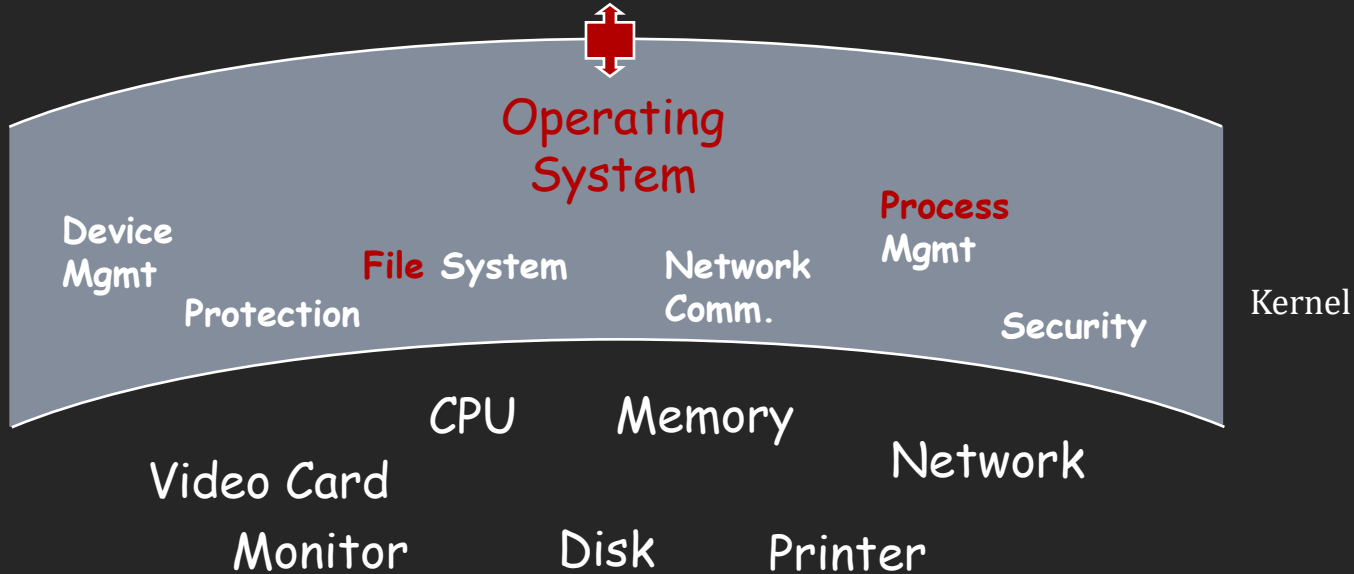 Operating
System
Process
Mgmt
Device
Mgmt
File System
Network
Comm.
Protection
Security
Kernel
CPU
Memory
Network
Video Card
Monitor
Disk
Printer